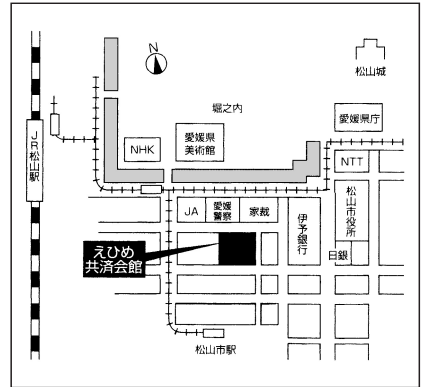 N
松山城
堀之内
愛媛県庁
愛媛県
美術館
NHK
JR松山駅
NTT
松山市役所
JA
愛媛
警察
家裁
伊予銀行
日銀
えひめ
共済会館
松山市駅